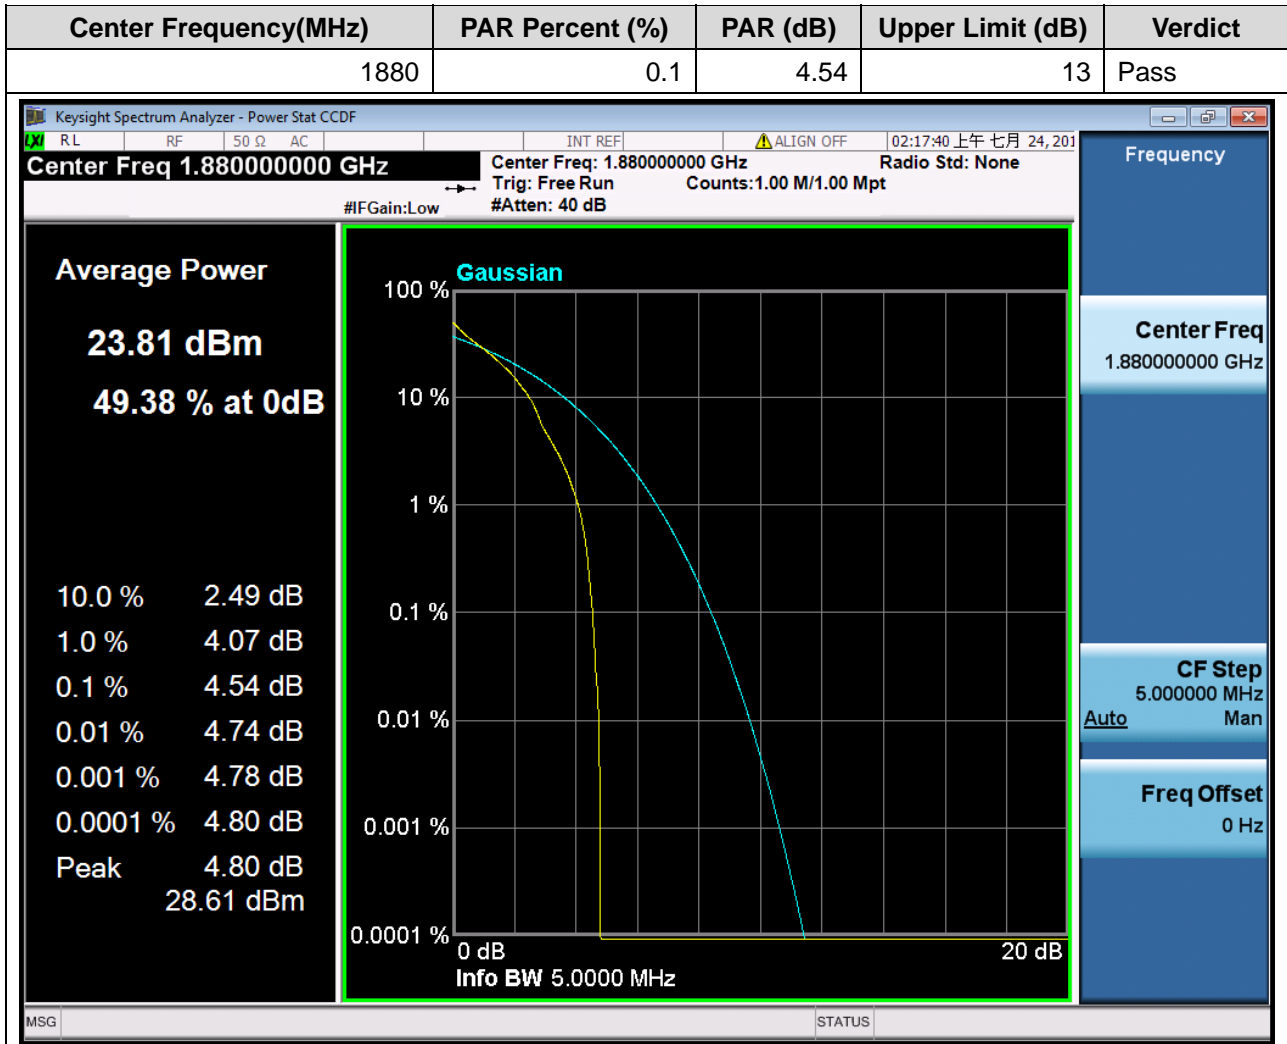 Center Frequency(MHz) PAR Percent (%) PAR (dB) Upper Limit (dB) Verdict
1880 0.1 4.54 13 Pass
Keysight Spectrum Analyzer - Power Stat CCDF
LXI RL RF 50 Ω AC INT REF ALIGN OFF 02:17:40 上午 七月 24, 201
Center Freq 1.880000000 GHz
Center Freq: 1.880000000 GHz Radio Std: None
Trig: Free Run Counts:1.00 M/1.00 Mpt
#IFGain:Low #Atten: 40 dB
Average Power
23.81 dBm
49.38 % at 0dB
10.0 % 2.49 dB
1.0 % 4.07 dB
0.1 % 4.54 dB
0.01 % 4.74 dB
0.001 % 4.78 dB
0.0001 % 4.80 dB
Peak 4.80 dB
28.61 dBm
Gaussian
100 %
10 %
1 %
0.1 %
0.01 %
0.001 %
0.0001 %
0 dB 20 dB
Info BW 5.0000 MHz
Frequency
Center Freq
1.880000000 GHz
CF Step
5.000000 MHz
Auto Man
Freq Offset
0 Hz
MSG STATUS